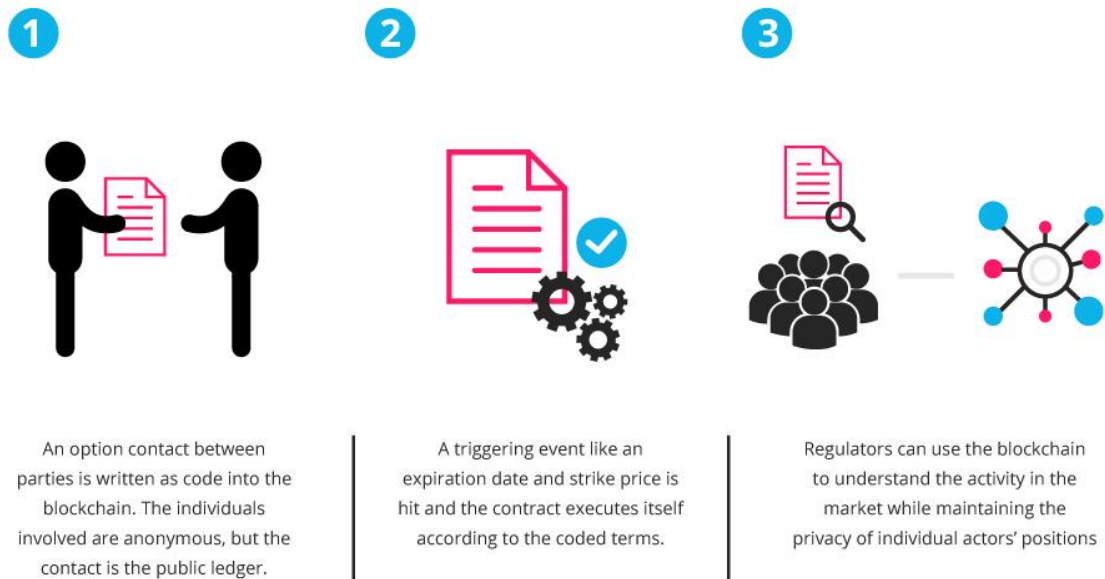 1
2
3
An option contact between
parties is written as code into the
blockchain. The individuals
involved are anonymous, but the
contact is the public ledger.
A triggering event like an
expiration date and strike price is
hit and the contract executes itself
according to the coded terms.
Regulators can use the blockchain
to understand the activity in the
market while maintaining the
privacy of individual actors’ positions